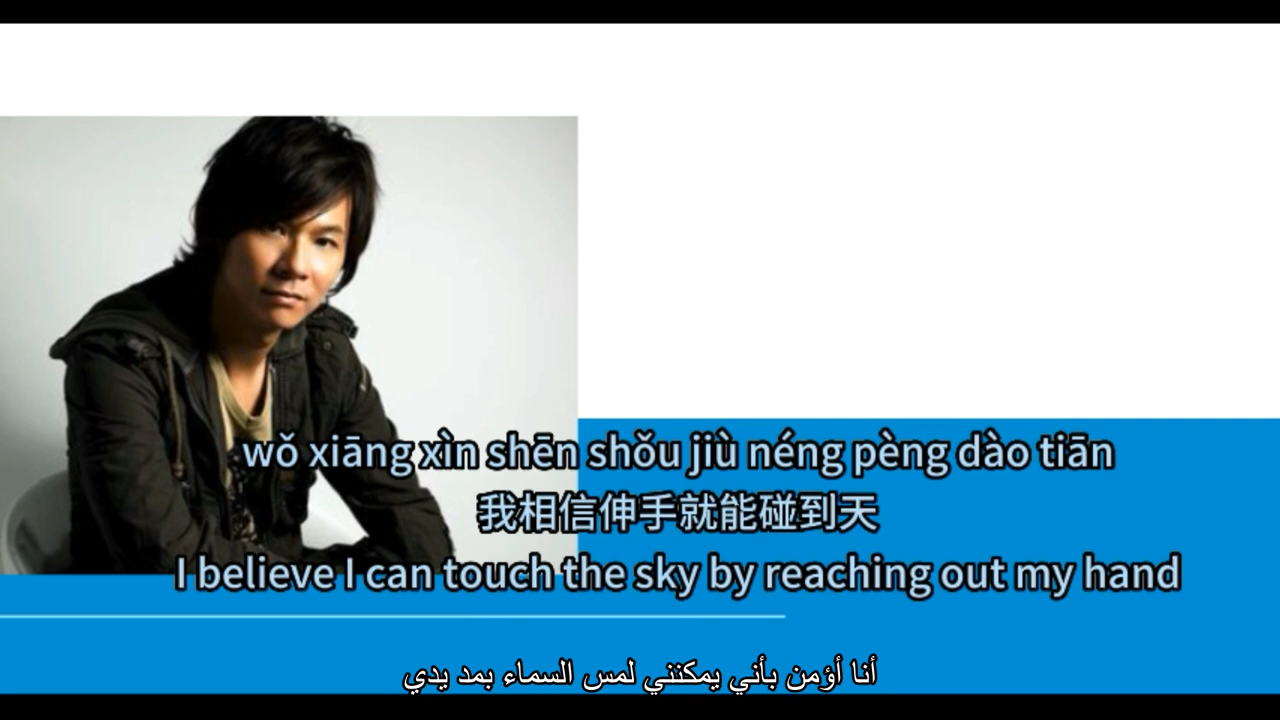 wǒ xiāng xìn shēn shǒu jiù néng pèng dào tiān
我相信伸手就能碰到天
I believe I can touch the sky by reaching out my hand
أنا أؤمن بأني يمكنني لمس السماء بمد يدي